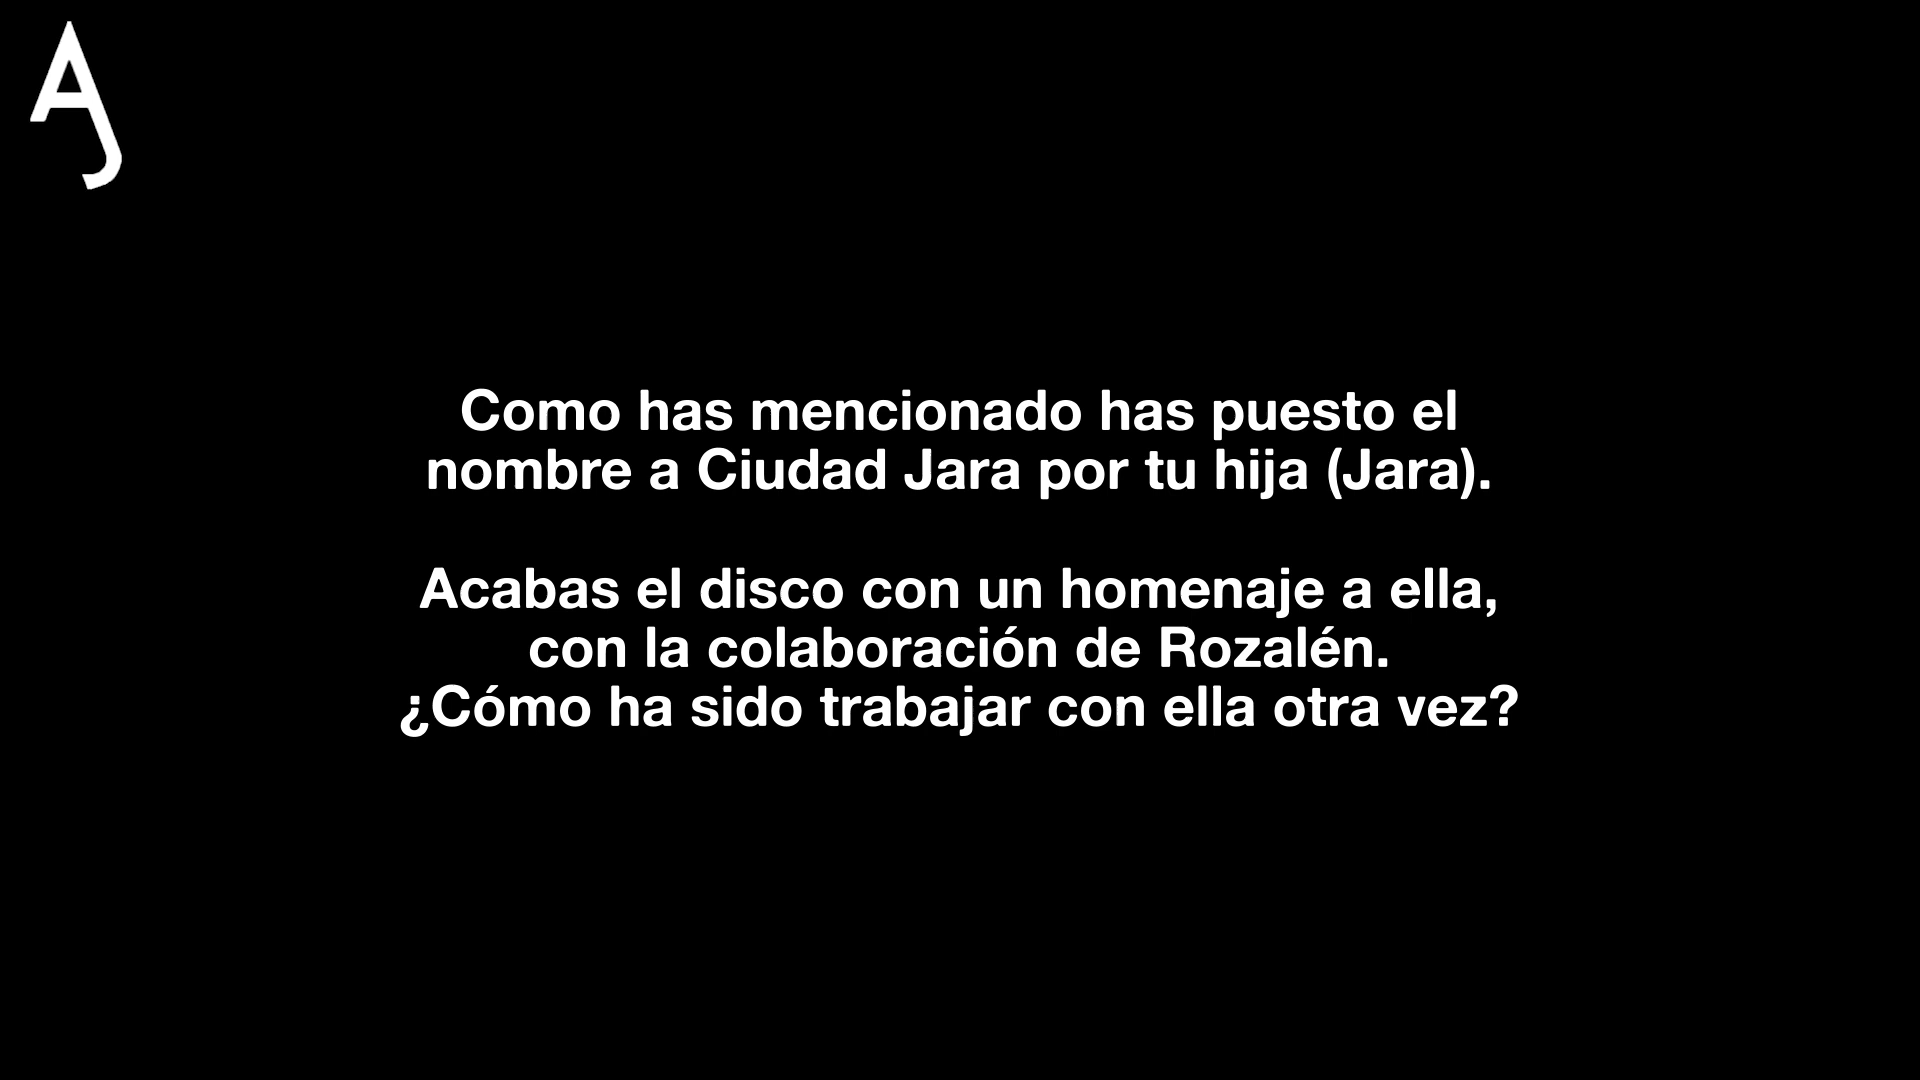 AJ
Como has mencionado has puesto el
nombre a Ciudad Jara por tu hija (Jara).
Acabas el disco con un homenaje a ella,
con la colaboración de Rozalén.
¿Cómo ha sido trabajar con ella otra vez?